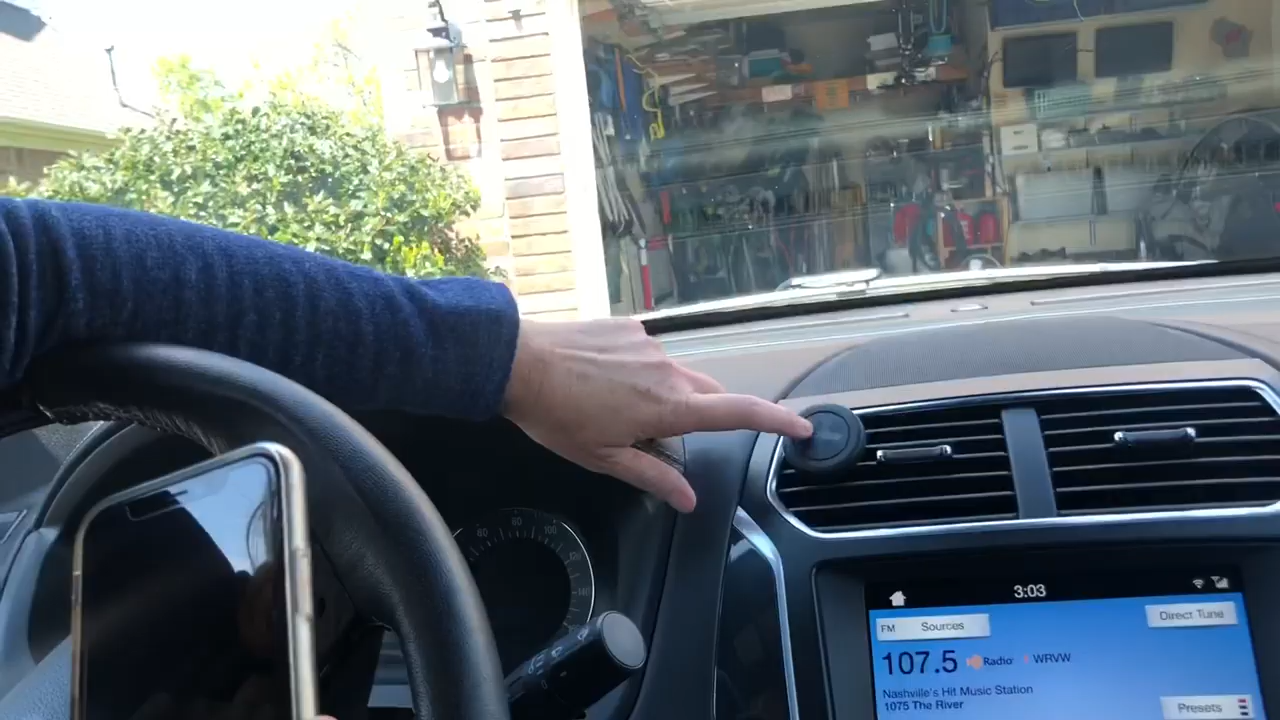 3:03
FM Sources
Direct Tune
107.5 Radio WRVW
Nashville's Hit Music Station
1075 The River
Presets
80
100